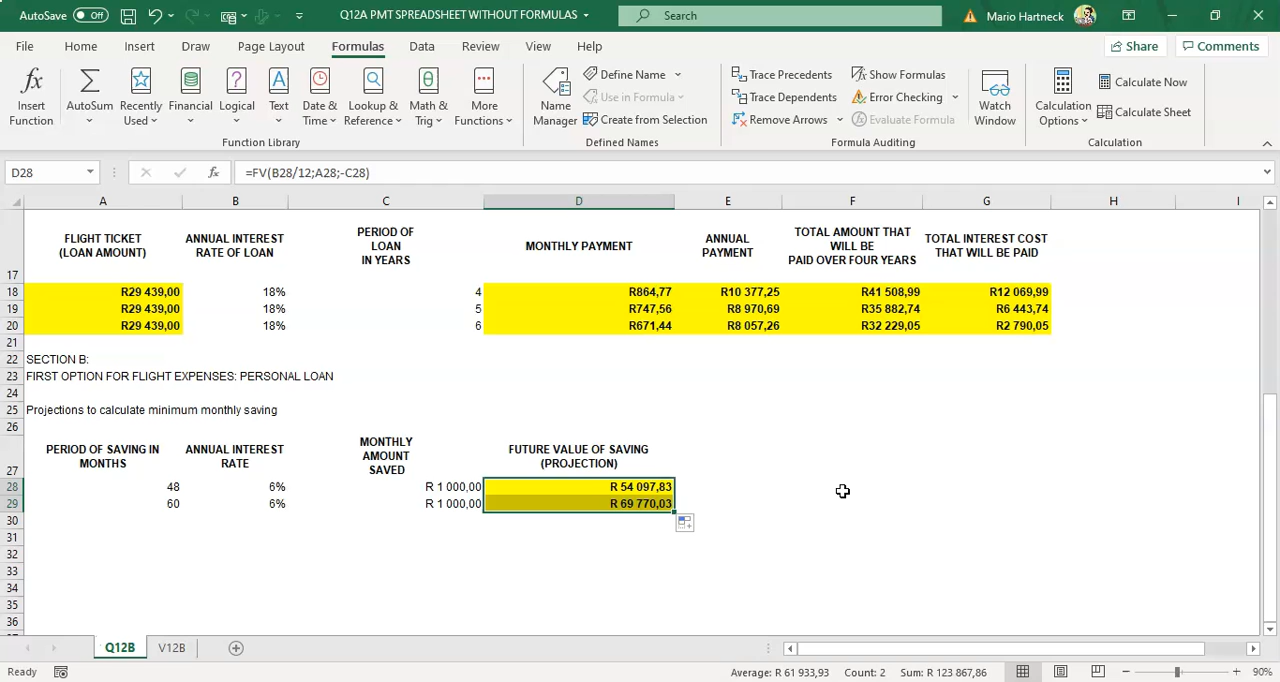 AutoSave Off Q12A PMT SPREADSHEET WITHOUT FORMULAS Search Mario Hartneck
File Home Insert Draw Page Layout Formulas Data Review View Help Share Comments
Insert Function
AutoSum
Recently Used
Financial
Logical
Text
Date & Time
Lookup & Reference
Math & Trig
More Functions
Function Library
Name Manager
Define Name
Use in Formula
Create from Selection
Defined Names
Trace Precedents
Trace Dependents
Remove Arrows
Show Formulas
Error Checking
Evaluate Formula
Formula Auditing
Watch Window
Calculation Options
Calculate Now
Calculate Sheet
Calculation
D28 fx =FV(B28/12;A28;-C28)
A B C D E F G H I
17 FLIGHT TICKET (LOAN AMOUNT) ANNUAL INTEREST RATE OF LOAN PERIOD OF LOAN IN YEARS MONTHLY PAYMENT ANNUAL PAYMENT TOTAL AMOUNT THAT WILL BE PAID OVER FOUR YEARS TOTAL INTEREST COST THAT WILL BE PAID
18 R29 439,00 18% 4 R864,77 R10 377,25 R41 508,99 R12 069,99
19 R29 439,00 18% 5 R747,56 R8 970,69 R35 882,74 R6 443,74
20 R29 439,00 18% 6 R671,44 R8 057,26 R32 229,05 R2 790,05
21
22 SECTION B:
23 FIRST OPTION FOR FLIGHT EXPENSES: PERSONAL LOAN
24
25 Projections to calculate minimum monthly saving
26
27 PERIOD OF SAVING IN MONTHS ANNUAL INTEREST RATE MONTHLY AMOUNT SAVED FUTURE VALUE OF SAVING (PROJECTION)
28 48 6% R 1 000,00 R 54 097,83
29 60 6% R 1 000,00 R 69 770,03
30
31
32
33
34
35
36
Q12B V12B
Ready Average: R 61 933,93 Count: 2 Sum: R 123 867,86 90%